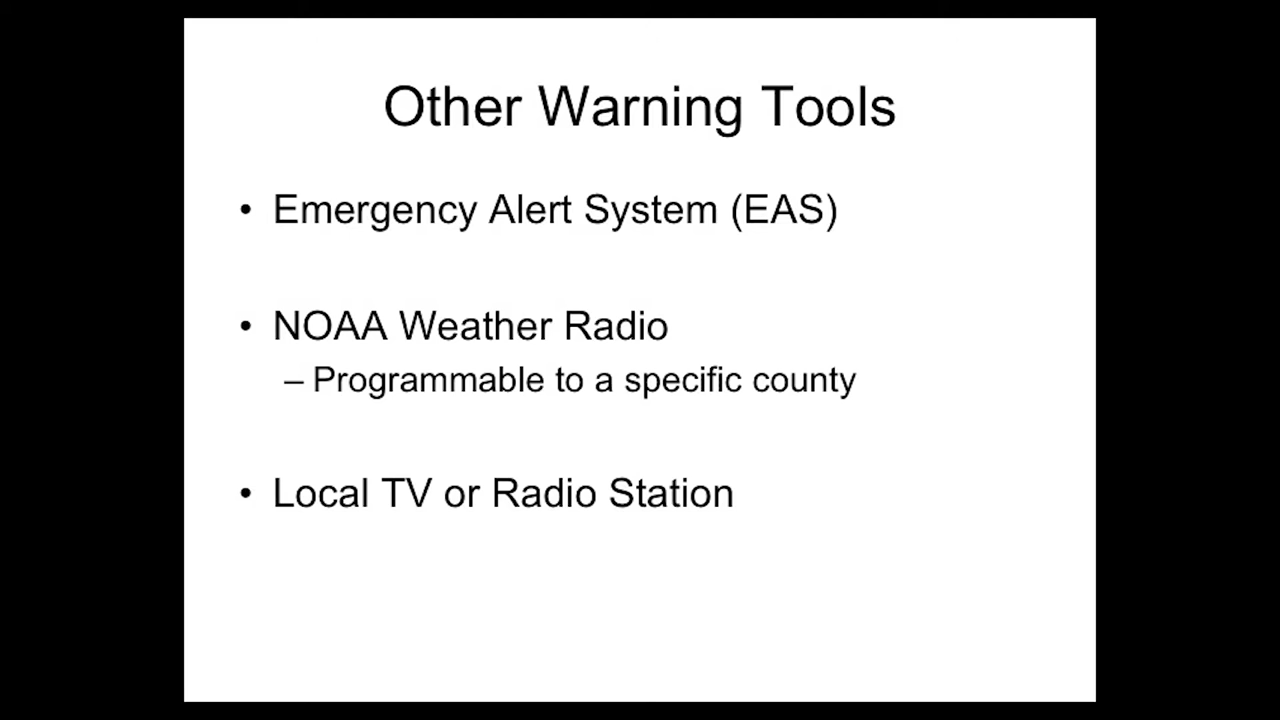 Other Warning Tools
• Emergency Alert System (EAS)
• NOAA Weather Radio
– Programmable to a specific county
• Local TV or Radio Station